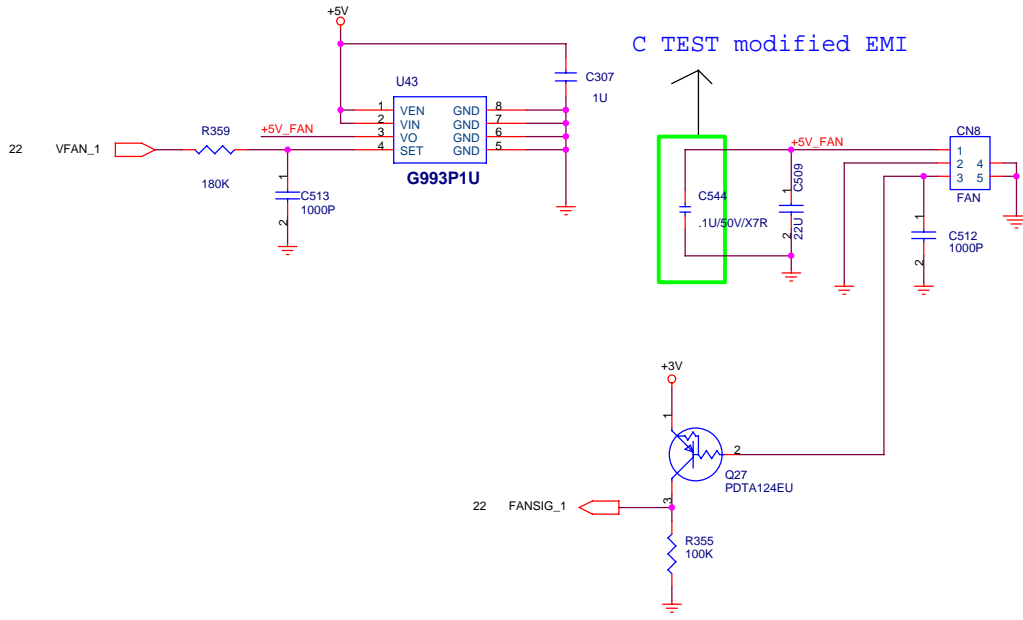 +5V
C TEST modified EMI
U43
C307
1U
1 VEN GND 8
2 VIN GND 7
3 VO GND 6
4 SET GND 5
G993P1U
+5V_FAN
R359
180K
22 VFAN_1
1
C513
1000P
2
+5V_FAN
C544
.1U/50V/X7R
1
C509
22U
2
CN8
1
2 4
3 5
FAN
1
C512
1000P
2
+3V
1
2
Q27
PDTA124EU
3
22 FANSIG_1
R355
100K